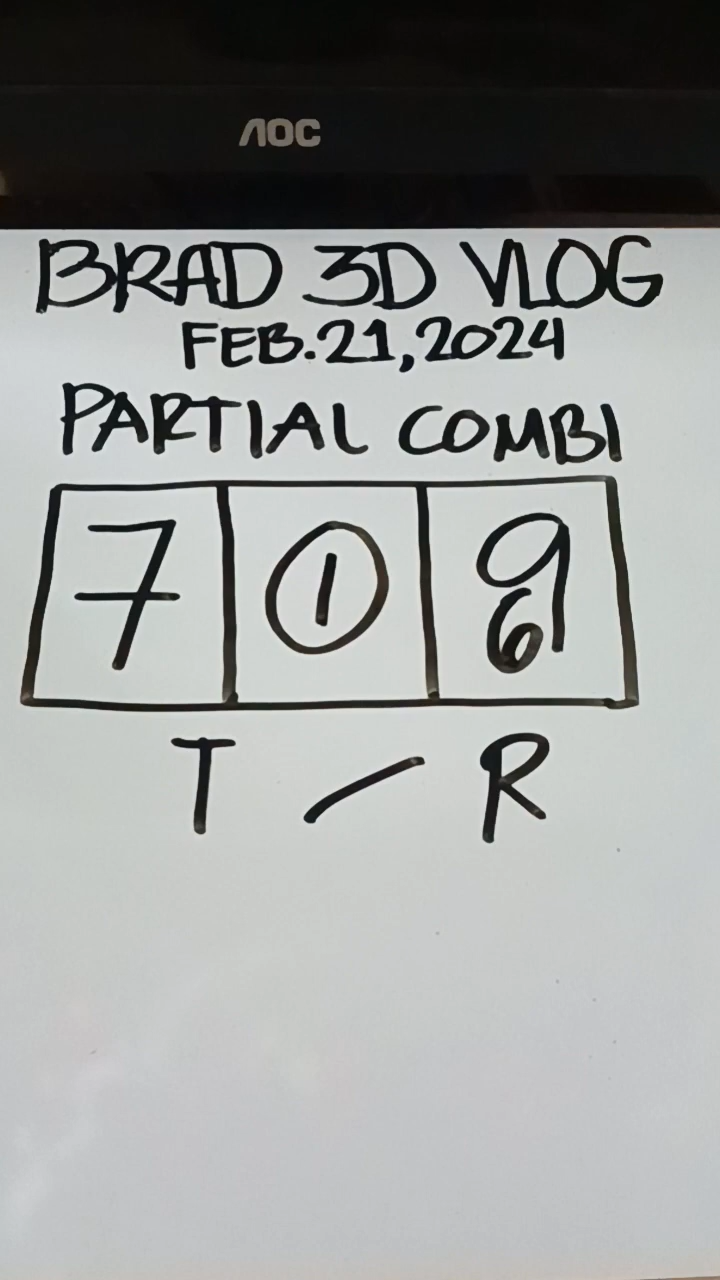 AOC
BRAD 3D VLOG
FEB.21,2024
PARTIAL COMBI
7 1 9
6
T - R